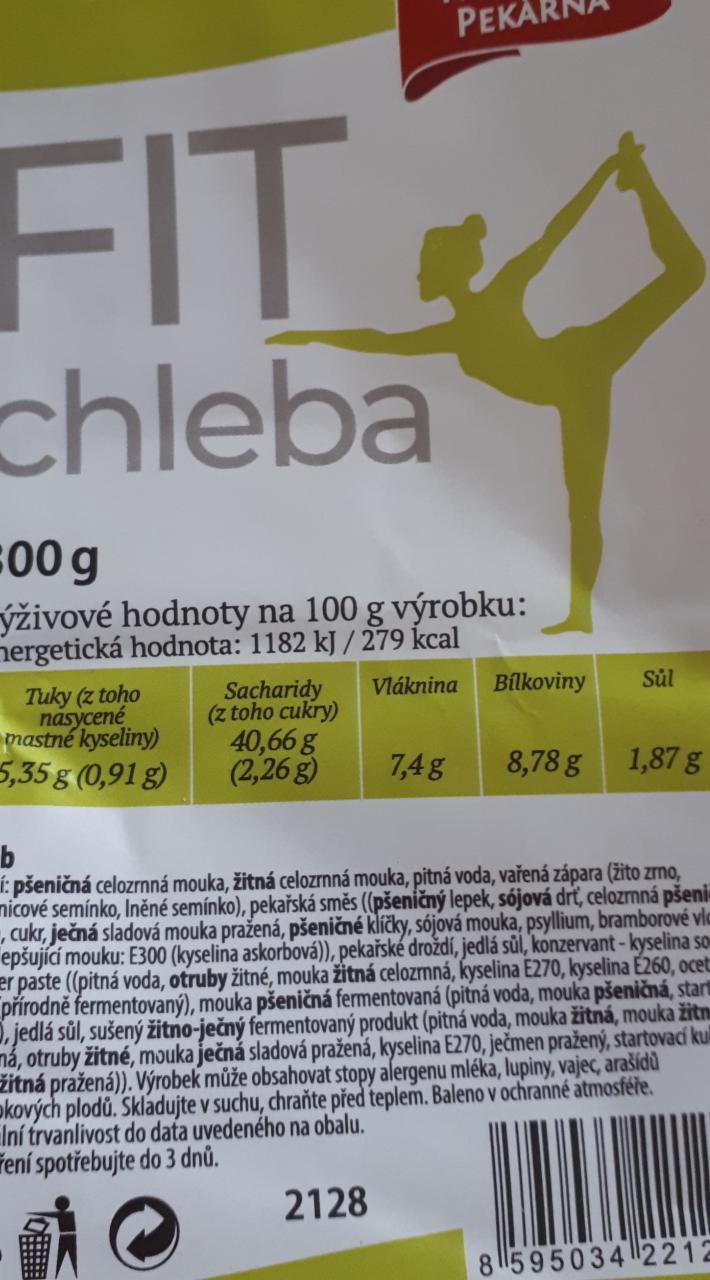 PEKÁRNA
FIT
chleba
300 g
ýživové hodnoty na 100 g výrobku:
nergetická hodnota: 1182 kJ / 279 kcal
Tuky (z toho
nasycené
mastné kyseliny)
5,35 g (0,91 g)
Sacharidy
(z toho cukry)
40,66 g
(2,26 g)
Vláknina
7,4 g
Bílkoviny
8,78 g
Sůl
1,87 g
b
í: pšeničná celozrnná mouka, žitná celozrnná mouka, pitná voda, vařená zápara (žito zrno,
nicové semínko, lněné semínko), pekařská směs ((pšeničný lepek, sójová drť, celozrnná pšeni
, cukr, ječná sladová mouka pražená, pšeničné klíčky, sójová mouka, psyllium, bramborové vlo
lepšující mouku: E300 (kyselina askorbová)), pekařské droždí, jedlá sůl, konzervant - kyselina so
er paste ((pitná voda, otruby žitné, mouka žitná celozrnná, kyselina E270, kyselina E260, ocet
přírodně fermentovaný), mouka pšeničná fermentovaná (pitná voda, mouka pšeničná, start
), jedlá sůl, sušený žitno-ječný fermentovaný produkt (pitná voda, mouka žitná, mouka žitn
ná, otruby žitné, mouka ječná sladová pražená, kyselina E270, ječmen pražený, startovací kul
žitná pražená)). Výrobek může obsahovat stopy alergenu mléka, lupiny, vajec, arašídů
okových plodů. Skladujte v suchu, chraňte před teplem. Baleno v ochranné atmosféře.
lní trvanlivost do data uvedeného na obalu.
ření spotřebujte do 3 dnů.
2128
8 595034 2212